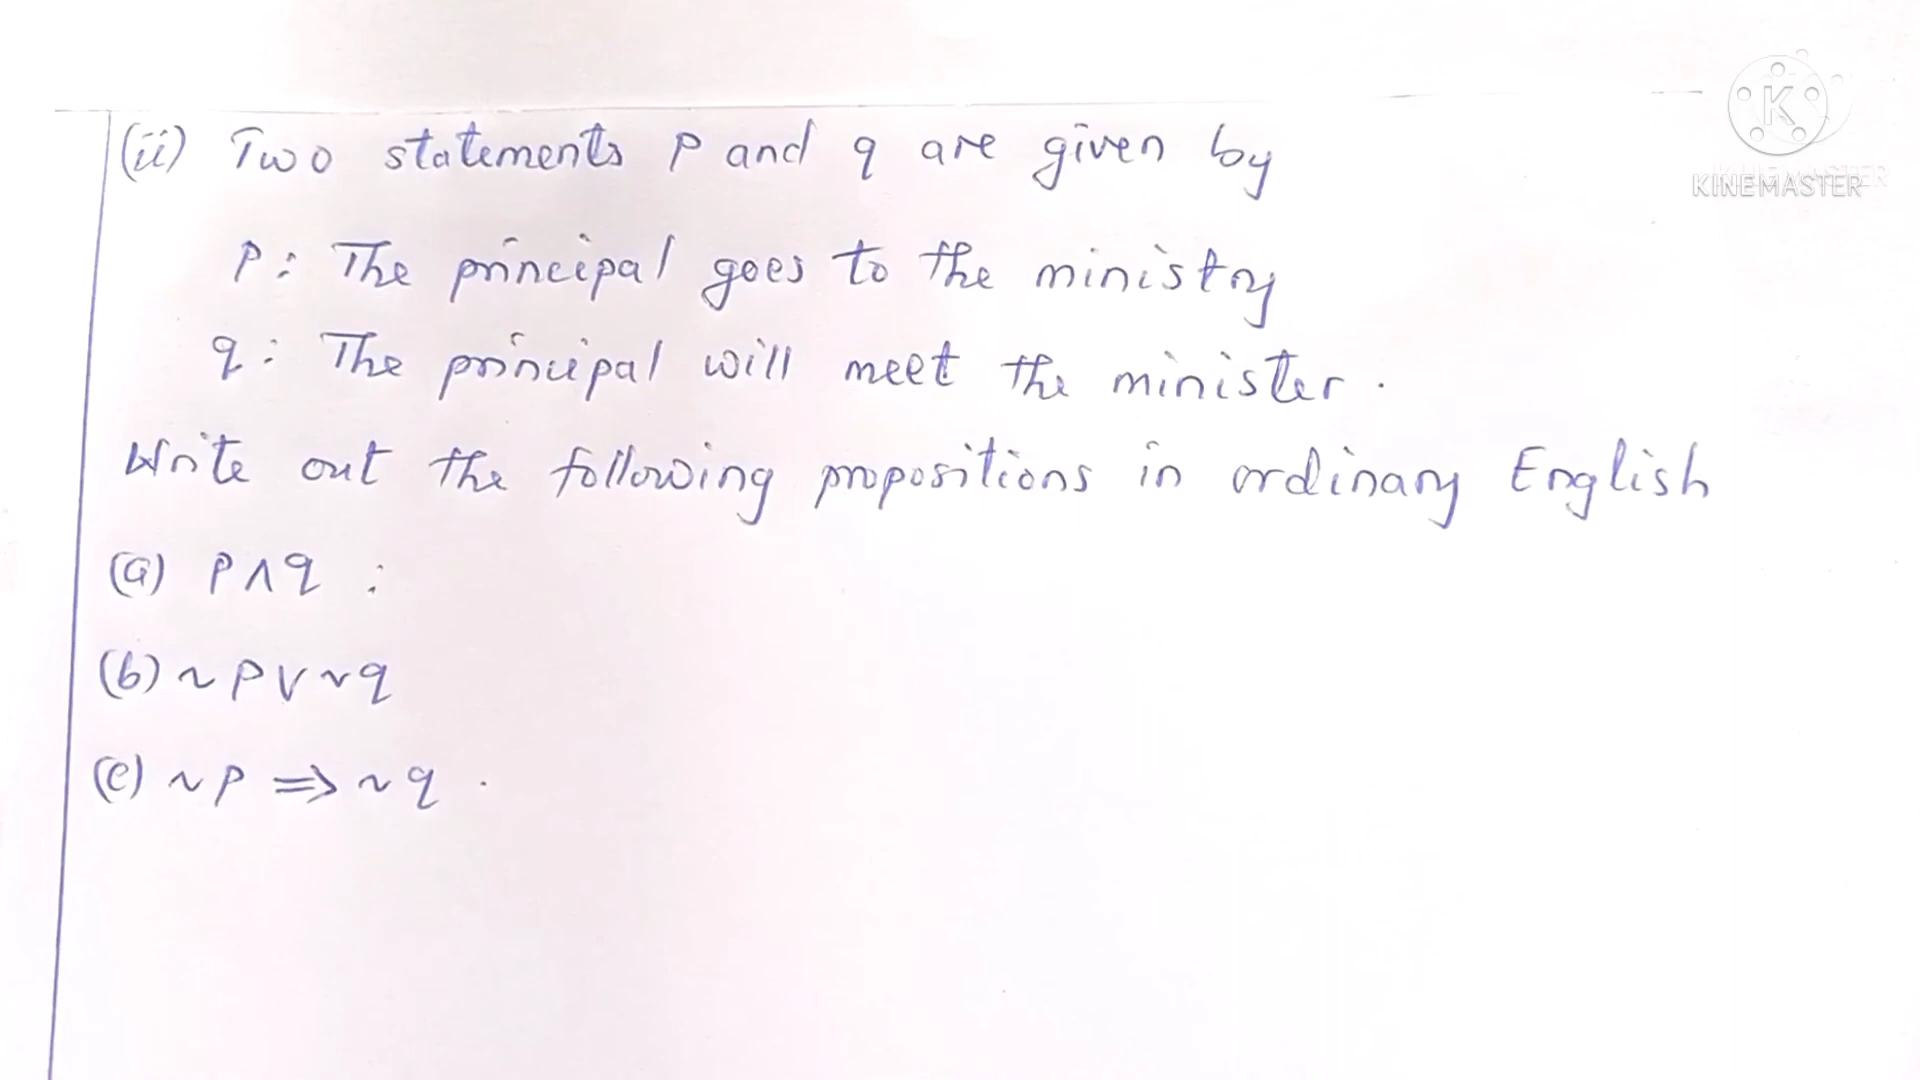 (ii) Two statements p and q are given by
p: The principal goes to the ministry
q: The principal will meet the minister.
Write out the following propositions in ordinary English
(a) p ∧ q :
(b) ~p ∨ ~q
(c) ~p ⇒ ~q .
K
KINEMASTER